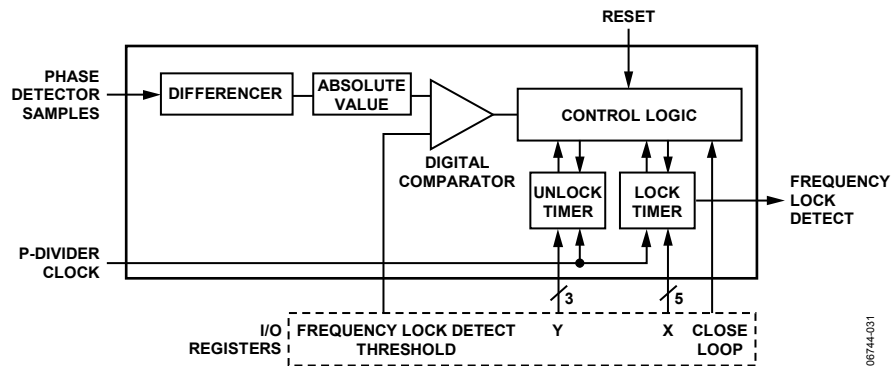 RESET
PHASE
DETECTOR
SAMPLES
DIFFERENCER
ABSOLUTE
VALUE
CONTROL LOGIC
DIGITAL
COMPARATOR
UNLOCK
TIMER
LOCK
TIMER
FREQUENCY
LOCK
DETECT
P-DIVIDER
CLOCK
3
5
I/O
REGISTERS
FREQUENCY LOCK DETECT
THRESHOLD
Y
X
CLOSE
LOOP
06744-031